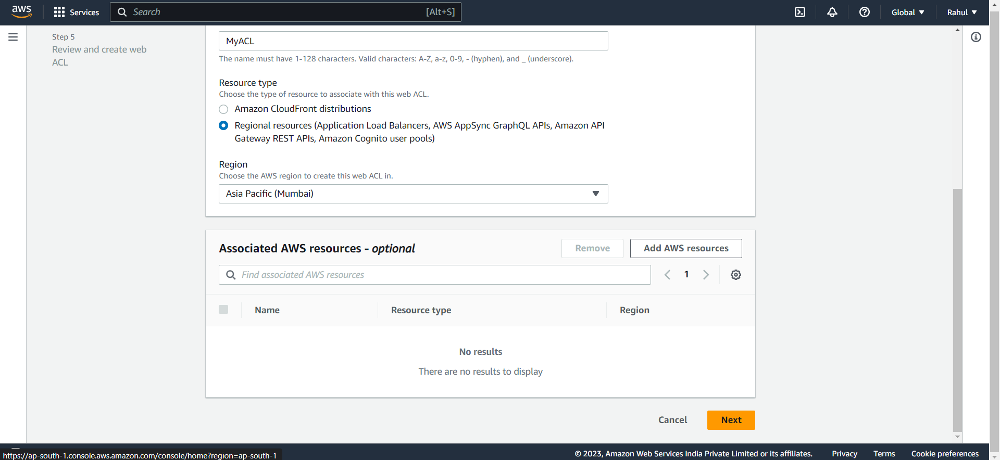 aws
Services
Search
[Alt+S]
Global
Rahul
Step 5
Review and create web
ACL
MyACL
The name must have 1-128 characters. Valid characters: A-Z, a-z, 0-9, - (hyphen), and _ (underscore).
Resource type
Choose the type of resource to associate with this web ACL.
Amazon CloudFront distributions
Regional resources (Application Load Balancers, AWS AppSync GraphQL APIs, Amazon API
Gateway REST APIs, Amazon Cognito user pools)
Region
Choose the AWS region to create this web ACL in.
Asia Pacific (Mumbai)
Associated AWS resources - optional
Remove
Add AWS resources
Find associated AWS resources
1
Name
Resource type
Region
No results
There are no results to display
Cancel
Next
https://ap-south-1.console.aws.amazon.com/console/home?region=ap-south-1
© 2023, Amazon Web Services India Private Limited or its affiliates.
Privacy
Terms
Cookie preferences